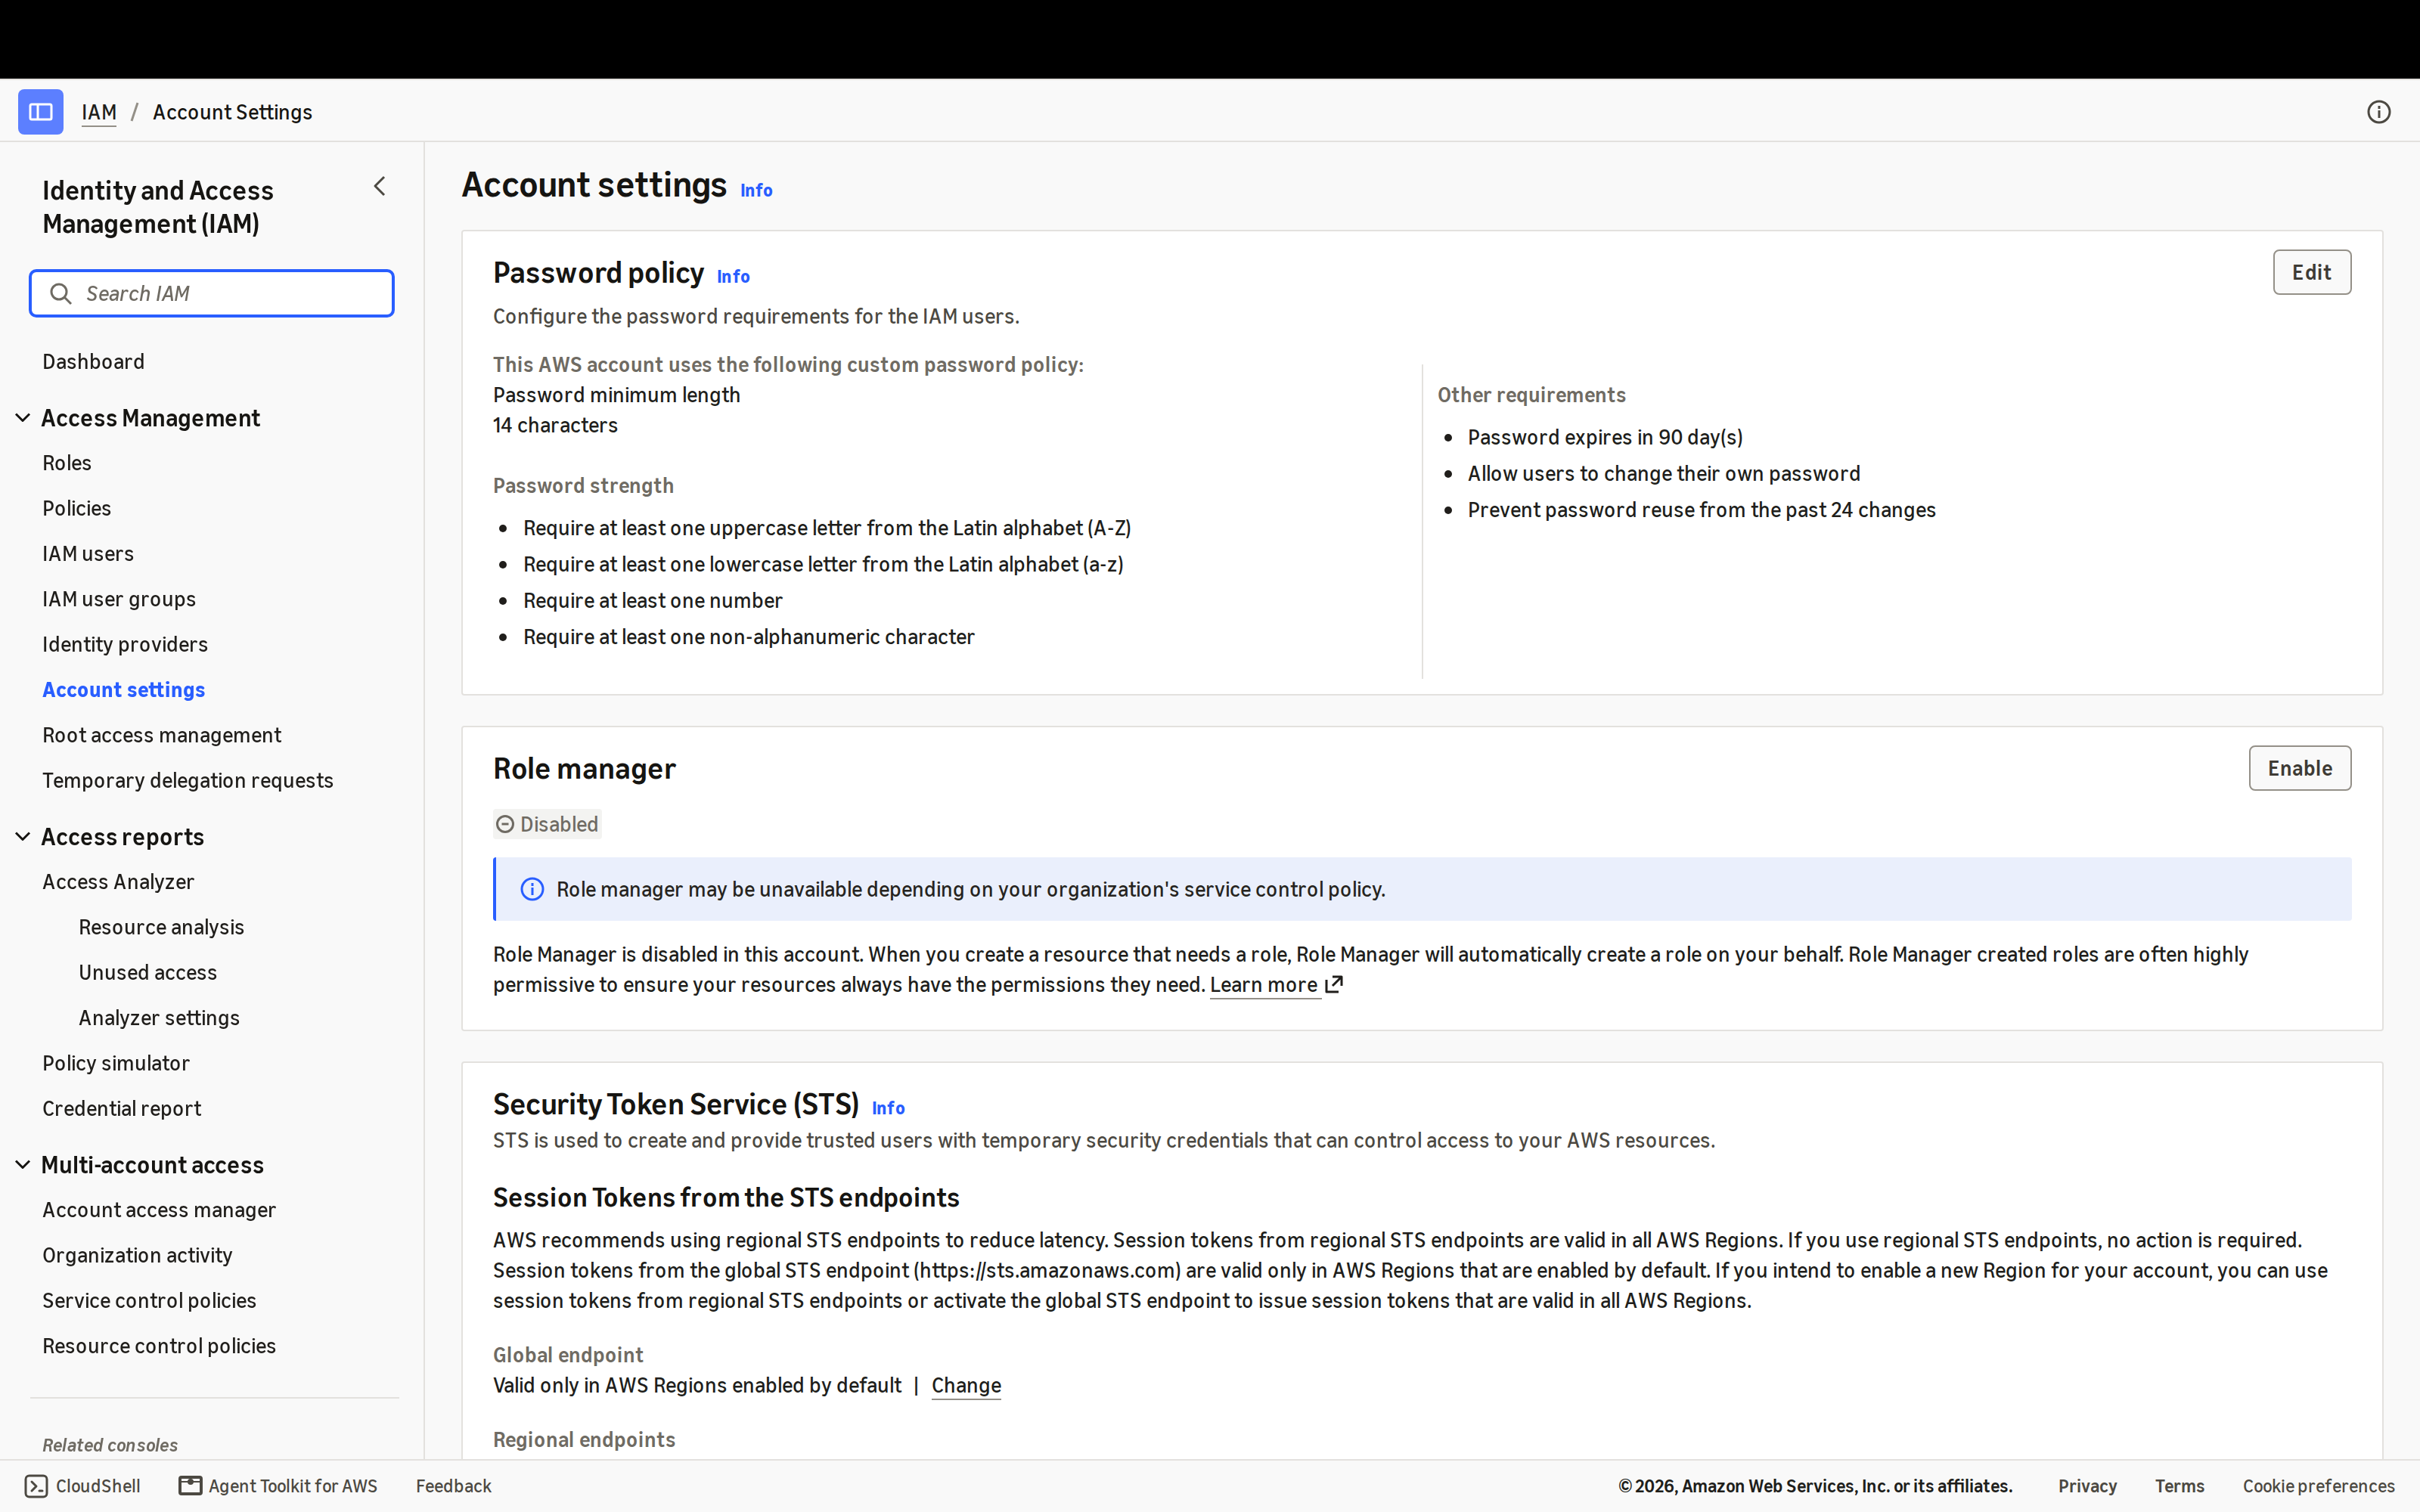 IAM / Account Settings
Identity and Access
Management (IAM)
Search IAM
Dashboard
Access Management
Roles
Policies
IAM users
IAM user groups
Identity providers
Account settings
Root access management
Temporary delegation requests
Access reports
Access Analyzer
Resource analysis
Unused access
Analyzer settings
Policy simulator
Credential report
Multi-account access
Account access manager
Organization activity
Service control policies
Resource control policies
Related consoles
Account settings Info
Password policy Info
Edit
Configure the password requirements for the IAM users.
This AWS account uses the following custom password policy:
Password minimum length
14 characters
Password strength
• Require at least one uppercase letter from the Latin alphabet (A-Z)
• Require at least one lowercase letter from the Latin alphabet (a-z)
• Require at least one number
• Require at least one non-alphanumeric character
Other requirements
• Password expires in 90 day(s)
• Allow users to change their own password
• Prevent password reuse from the past 24 changes
Role manager
Enable
Disabled
Role manager may be unavailable depending on your organization's service control policy.
Role Manager is disabled in this account. When you create a resource that needs a role, Role Manager will automatically create a role on your behalf. Role Manager created roles are often highly
permissive to ensure your resources always have the permissions they need. Learn more
Security Token Service (STS) Info
STS is used to create and provide trusted users with temporary security credentials that can control access to your AWS resources.
Session Tokens from the STS endpoints
AWS recommends using regional STS endpoints to reduce latency. Session tokens from regional STS endpoints are valid in all AWS Regions. If you use regional STS endpoints, no action is required.
Session tokens from the global STS endpoint (https://sts.amazonaws.com) are valid only in AWS Regions that are enabled by default. If you intend to enable a new Region for your account, you can use
session tokens from regional STS endpoints or activate the global STS endpoint to issue session tokens that are valid in all AWS Regions.
Global endpoint
Valid only in AWS Regions enabled by default | Change
Regional endpoints
CloudShell Agent Toolkit for AWS Feedback
© 2026, Amazon Web Services, Inc. or its affiliates. Privacy Terms Cookie preferences